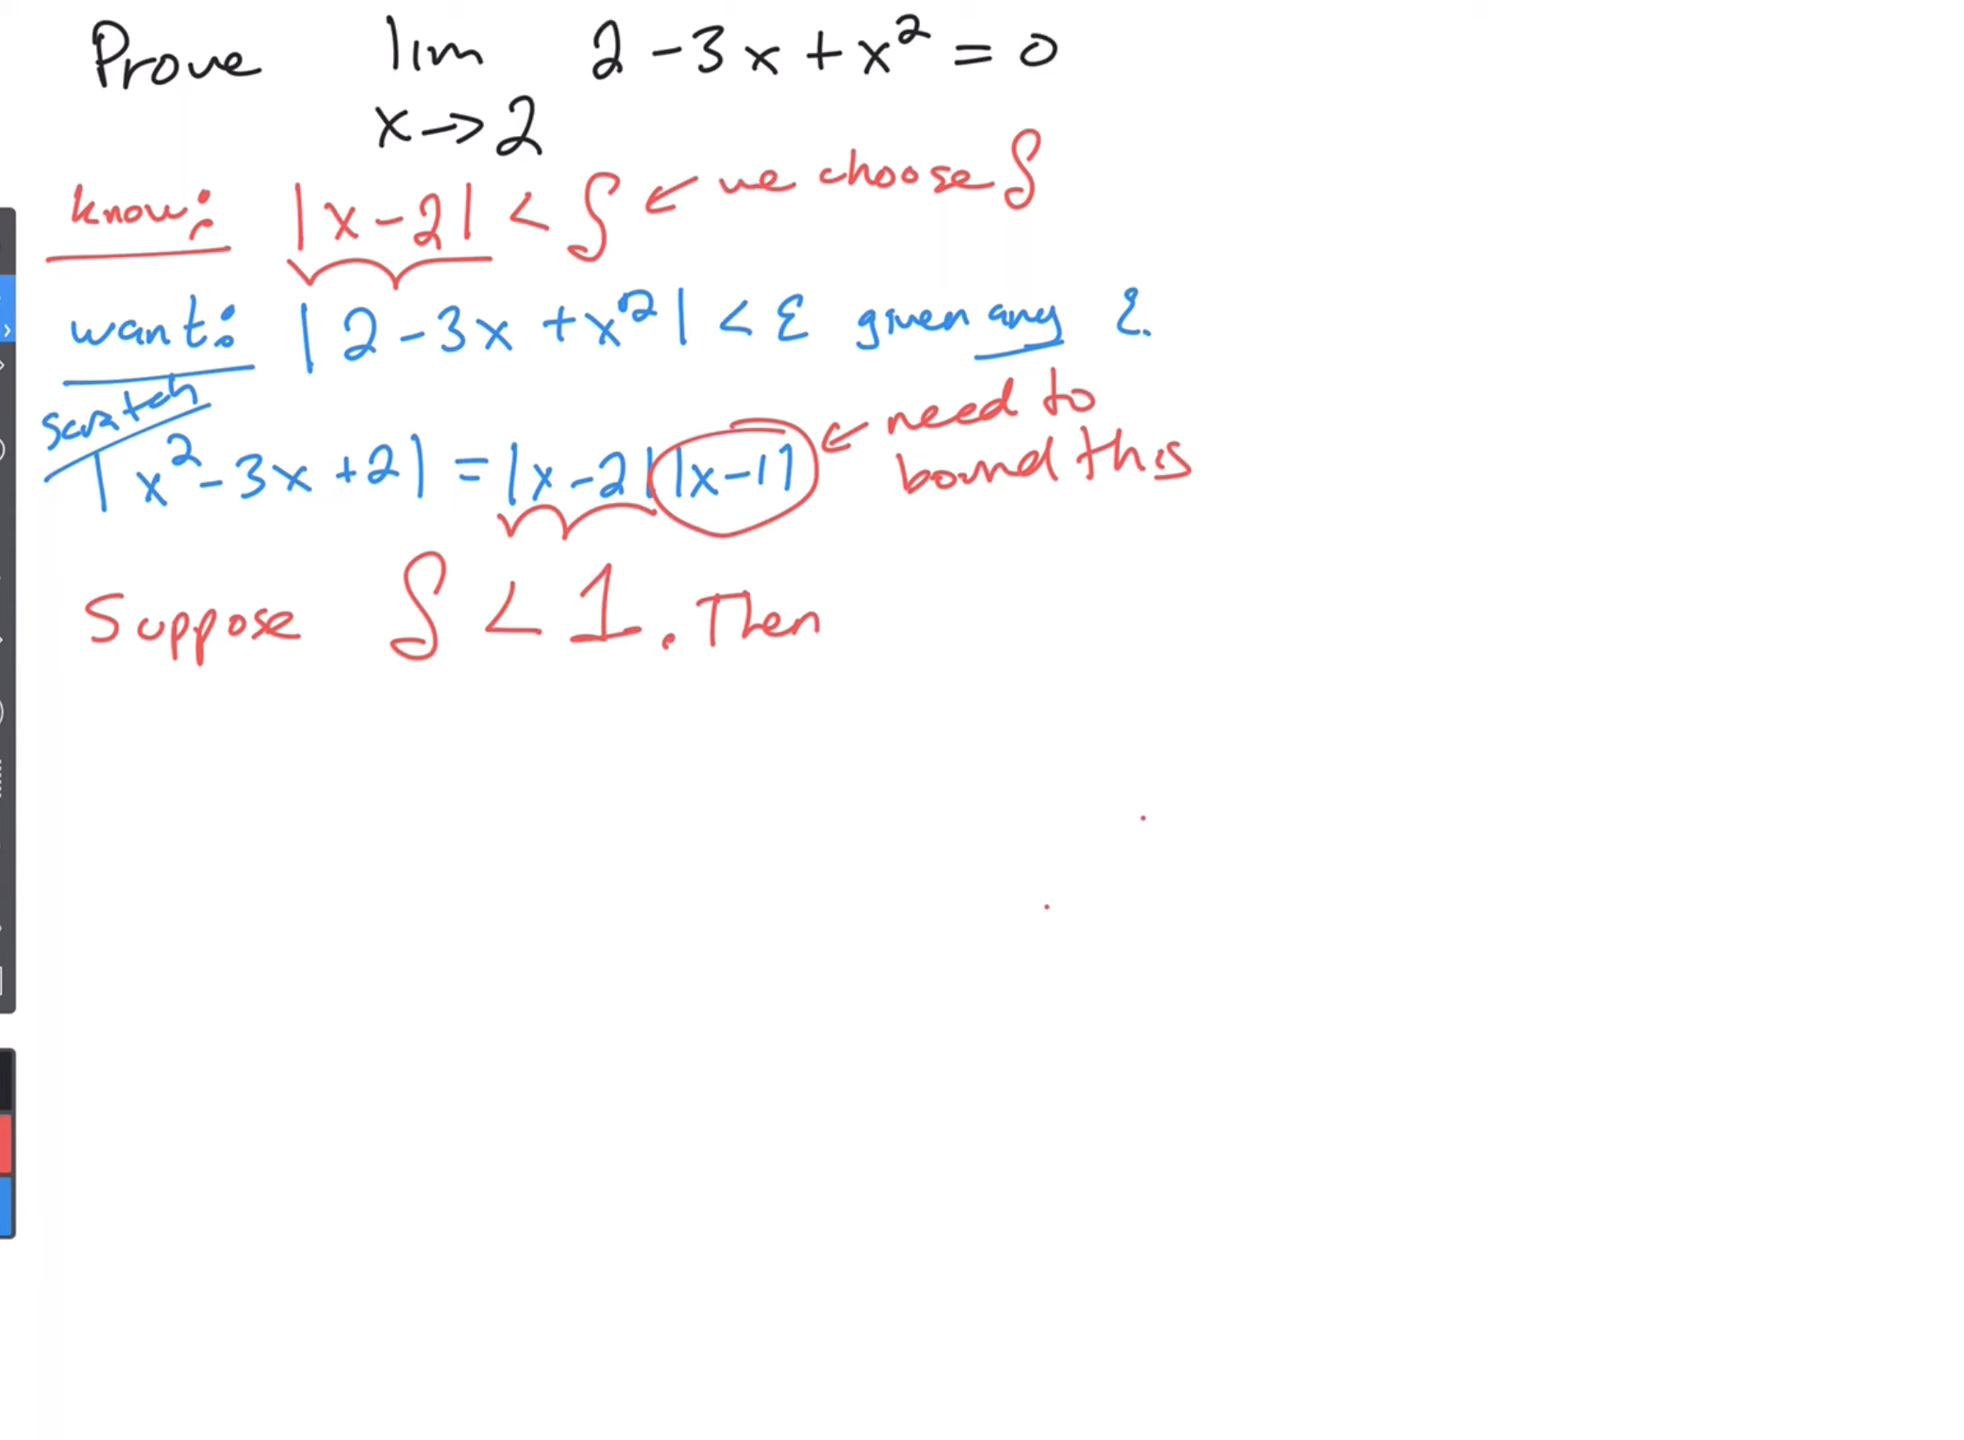 Prove lim 2 - 3x + x² = 0
x → 2
know: |x - 2| < δ ← we choose δ
want: |2 - 3x + x²| < ε given any ε.
scratch
|x² - 3x + 2| = |x - 2| |x - 1| ← need to bound this
Suppose δ < 1. Then